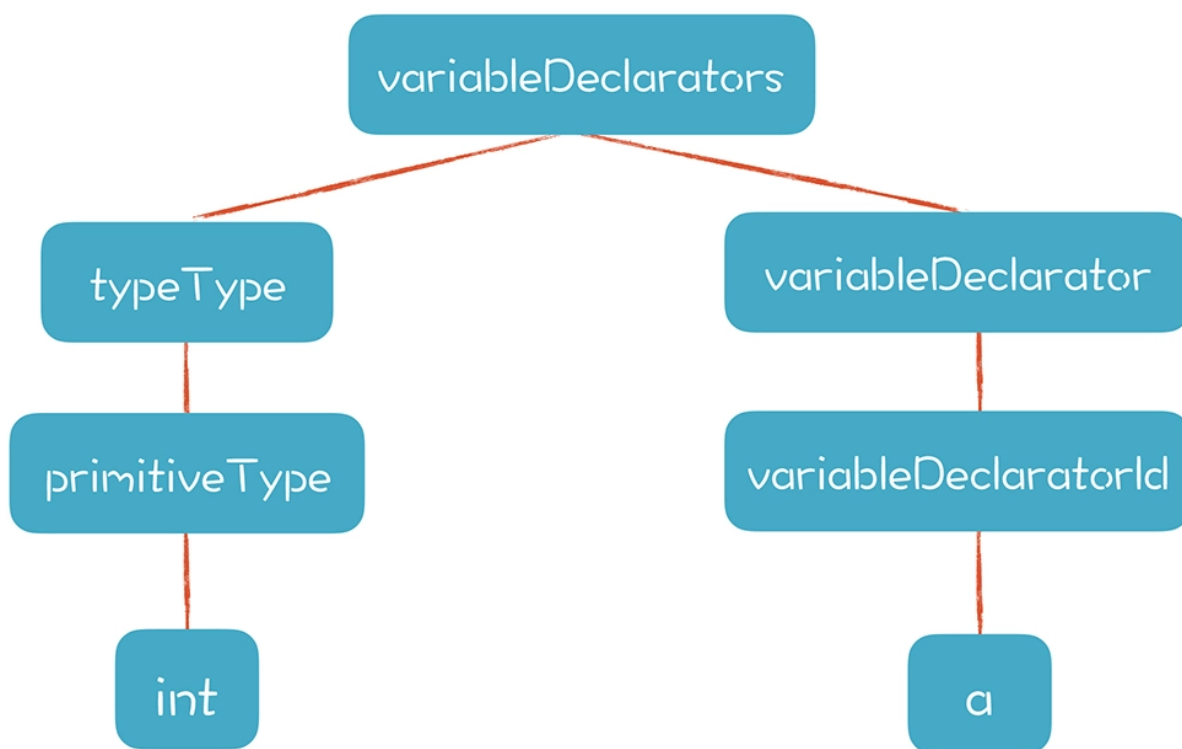 variableDeclarators
typeType
variableDeclarator
primitiveType
variableDeclaratorId
int
a